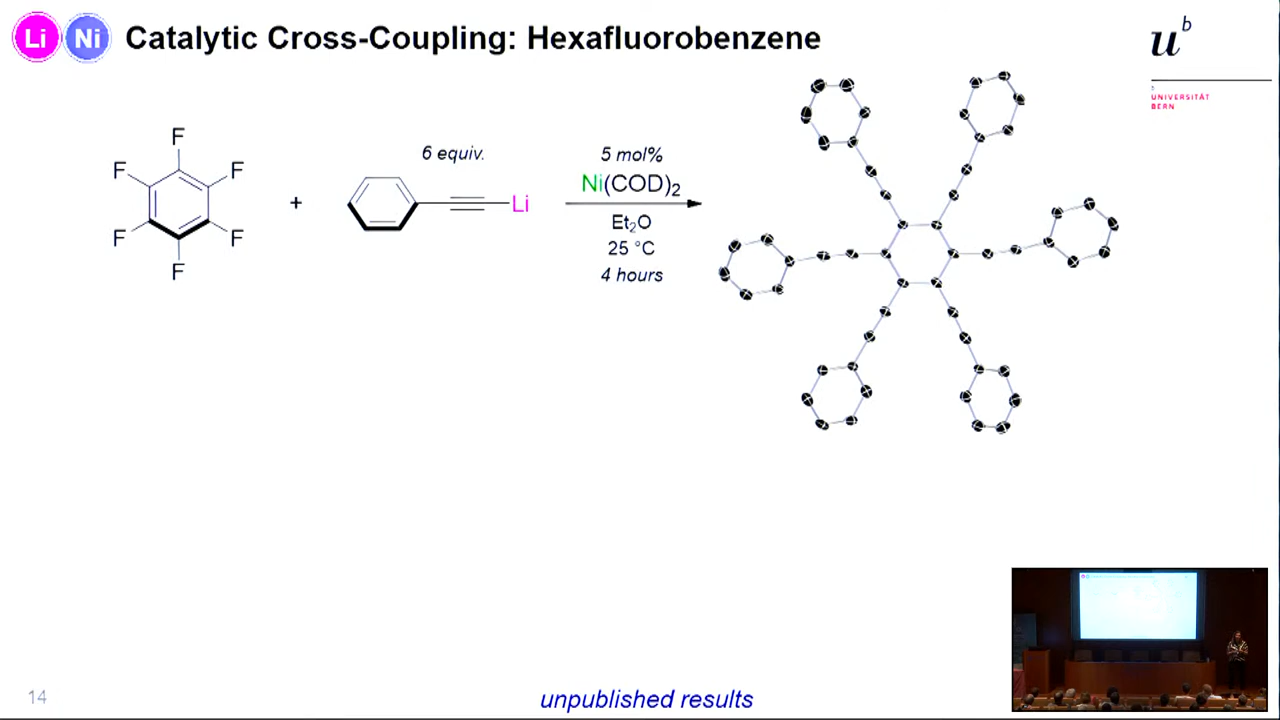 Li Ni Catalytic Cross-Coupling: Hexafluorobenzene
u^b
UNIVERSITÄT
BERN
F
F
F
F
F
F
+
6 equiv.
Li
5 mol%
Ni(COD)₂
Et₂O
25 °C
4 hours
14
unpublished results